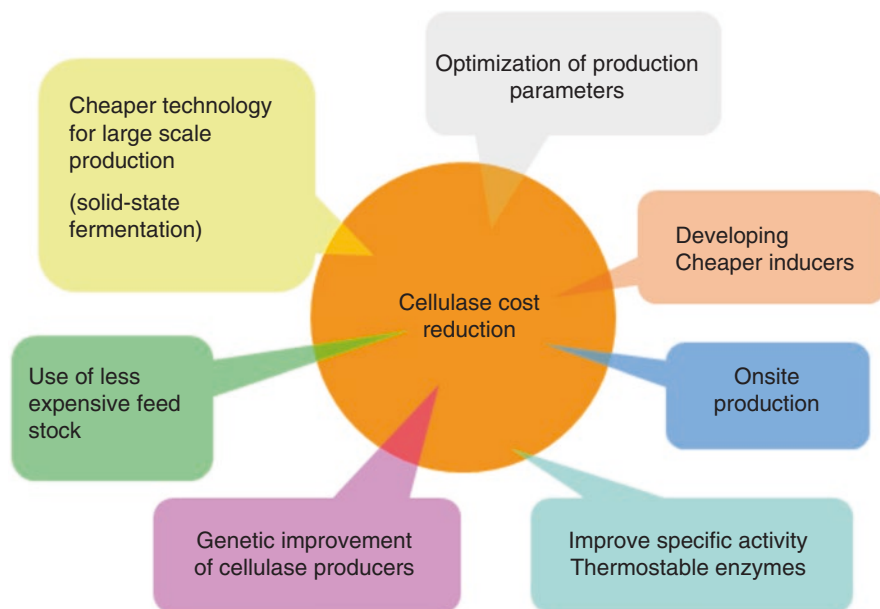 Optimization of production
parameters
Cheaper technology
for large scale
production
(solid-state
fermentation)
Developing
Cheaper inducers
Cellulase cost
reduction
Use of less
expensive feed
stock
Onsite
production
Genetic improvement
of cellulase producers
Improve specific activity
Thermostable enzymes